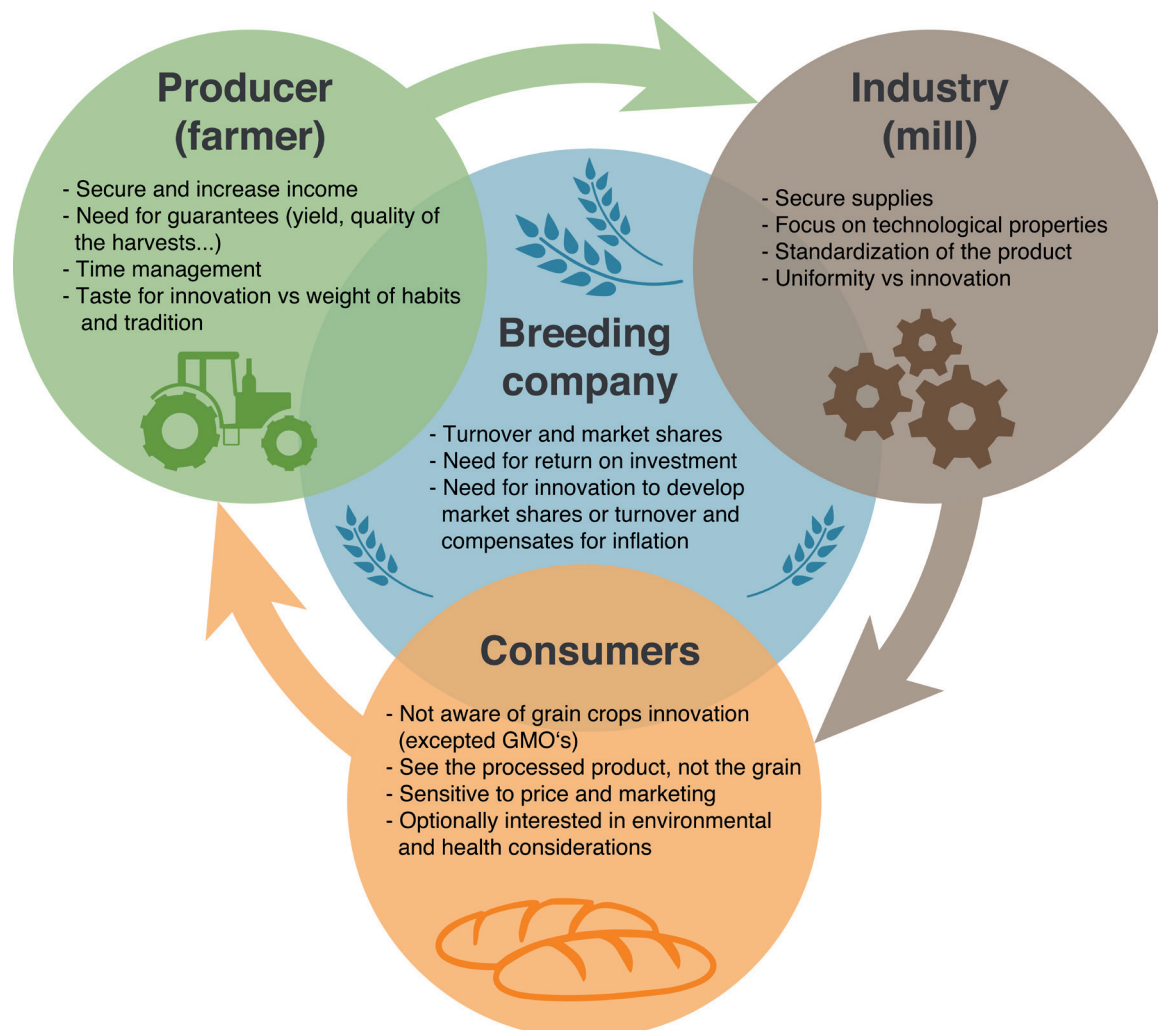 Producer
(farmer)
- Secure and increase income
- Need for guarantees (yield, quality of
the harvests...)
- Time management
- Taste for innovation vs weight of habits
and tradition
Industry
(mill)
- Secure supplies
- Focus on technological properties
- Standardization of the product
- Uniformity vs innovation
Breeding
company
- Turnover and market shares
- Need for return on investment
- Need for innovation to develop
market shares or turnover and
compensates for inflation
Consumers
- Not aware of grain crops innovation
(excepted GMO‘s)
- See the processed product, not the grain
- Sensitive to price and marketing
- Optionally interested in environmental
and health considerations